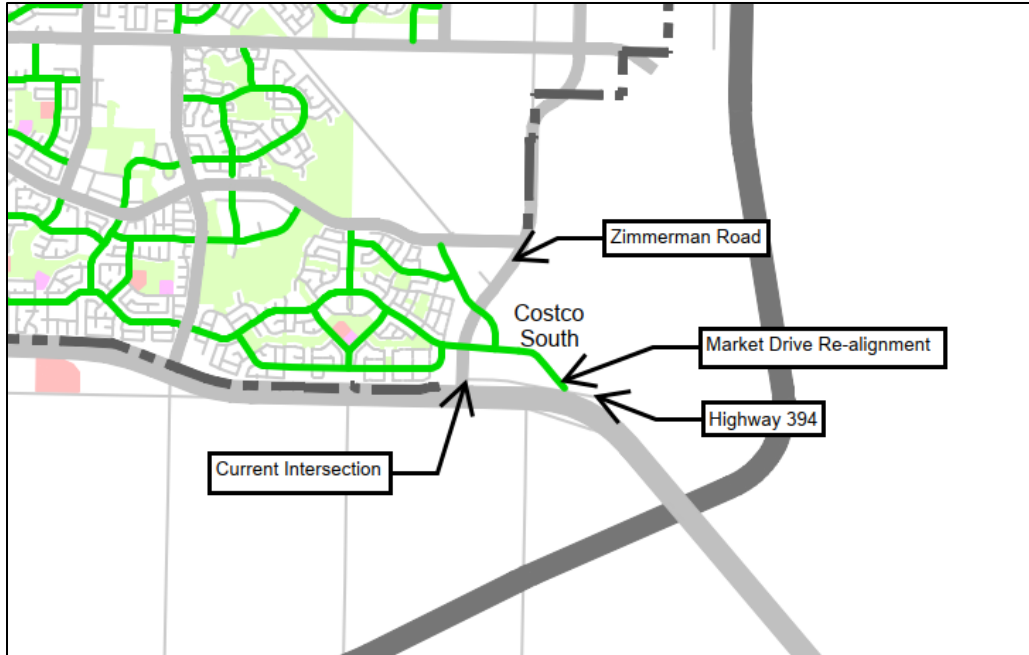 Zimmerman Road
Costco
South
Market Drive Re-alignment
Highway 394
Current Intersection